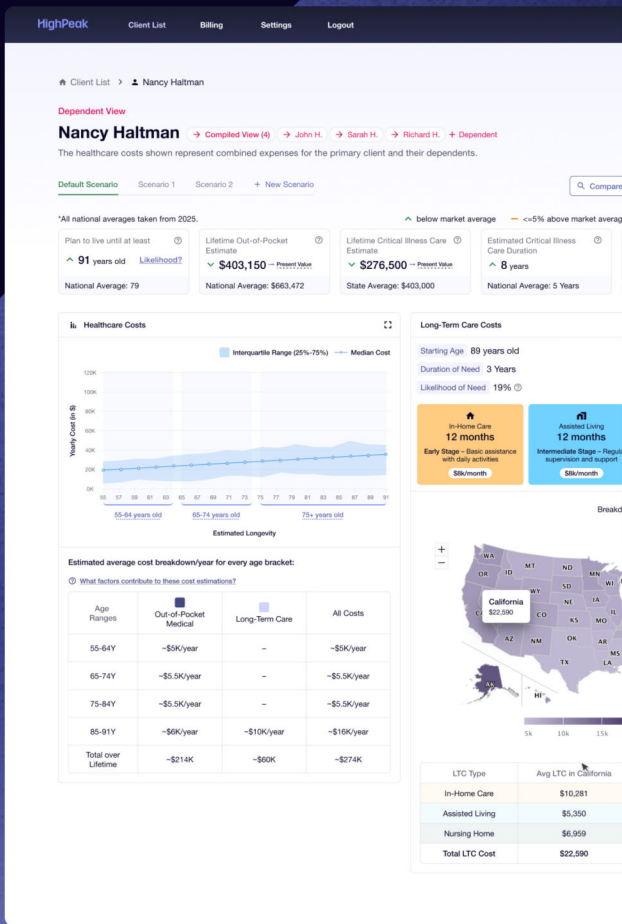 HighPeak
Client List
Billing
Settings
Logout
Client List > Nancy Haltman
Dependent View
Nancy Haltman
→ Compiled View (4)
→ John H.
→ Sarah H.
→ Richard H.
+ Dependent
The healthcare costs shown represent combined expenses for the primary client and their dependents.
Default Scenario
Scenario 1
Scenario 2
+ New Scenario
Compare
*All national averages taken from 2025.
below market average
<=5% above market averag
Plan to live until at least
91 years old
Likelihood?
National Average: 79
Lifetime Out-of-Pocket
Estimate
$403,150 → Present Value
National Average: $663,472
Lifetime Critical Illness Care
Estimate
$276,500 → Present Value
State Average: $403,000
Estimated Critical Illness
Care Duration
8 years
National Average: 5 Years
Healthcare Costs
Interquartile Range (25%-75%)
Median Cost
Yearly Cost (in $)
120K
100K
80K
60K
40K
20K
0K
55 57 59 61 63 65 67 69 71 73 75 77 79 81 83 85 87 89 91
55-64 years old
65-74 years old
75+ years old
Estimated Longevity
Estimated average cost breakdown/year for every age bracket:
What factors contribute to these cost estimations?
Age
Ranges
Out-of-Pocket
Medical
Long-Term Care
All Costs
55-64Y ~$5K/year – ~$5K/year
65-74Y ~$5.5K/year – ~$5.5K/year
75-84Y ~$5.5K/year – ~$5.5K/year
85-91Y ~$6K/year ~$10K/year ~$16K/year
Total over
Lifetime
~$214K ~$60K ~$274K
Long-Term Care Costs
Starting Age 89 years old
Duration of Need 3 Years
Likelihood of Need 19%
In-Home Care
12 months
Early Stage – Basic assistance
with daily activities
$8k/month
Assisted Living
12 months
Intermediate Stage – Regula
supervision and support
$8k/month
Breakd
+
−
WA
MT
ND
MN
OR
ID
SD
WI
WY
NE
IA
California
$22,590
CO
KS
MO
IL
AZ
NM
OK
AR
MS
TX
LA
AK
HI
5k 10k 15k
LTC Type Avg LTC in California
In-Home Care $10,281
Assisted Living $5,350
Nursing Home $6,959
Total LTC Cost $22,590